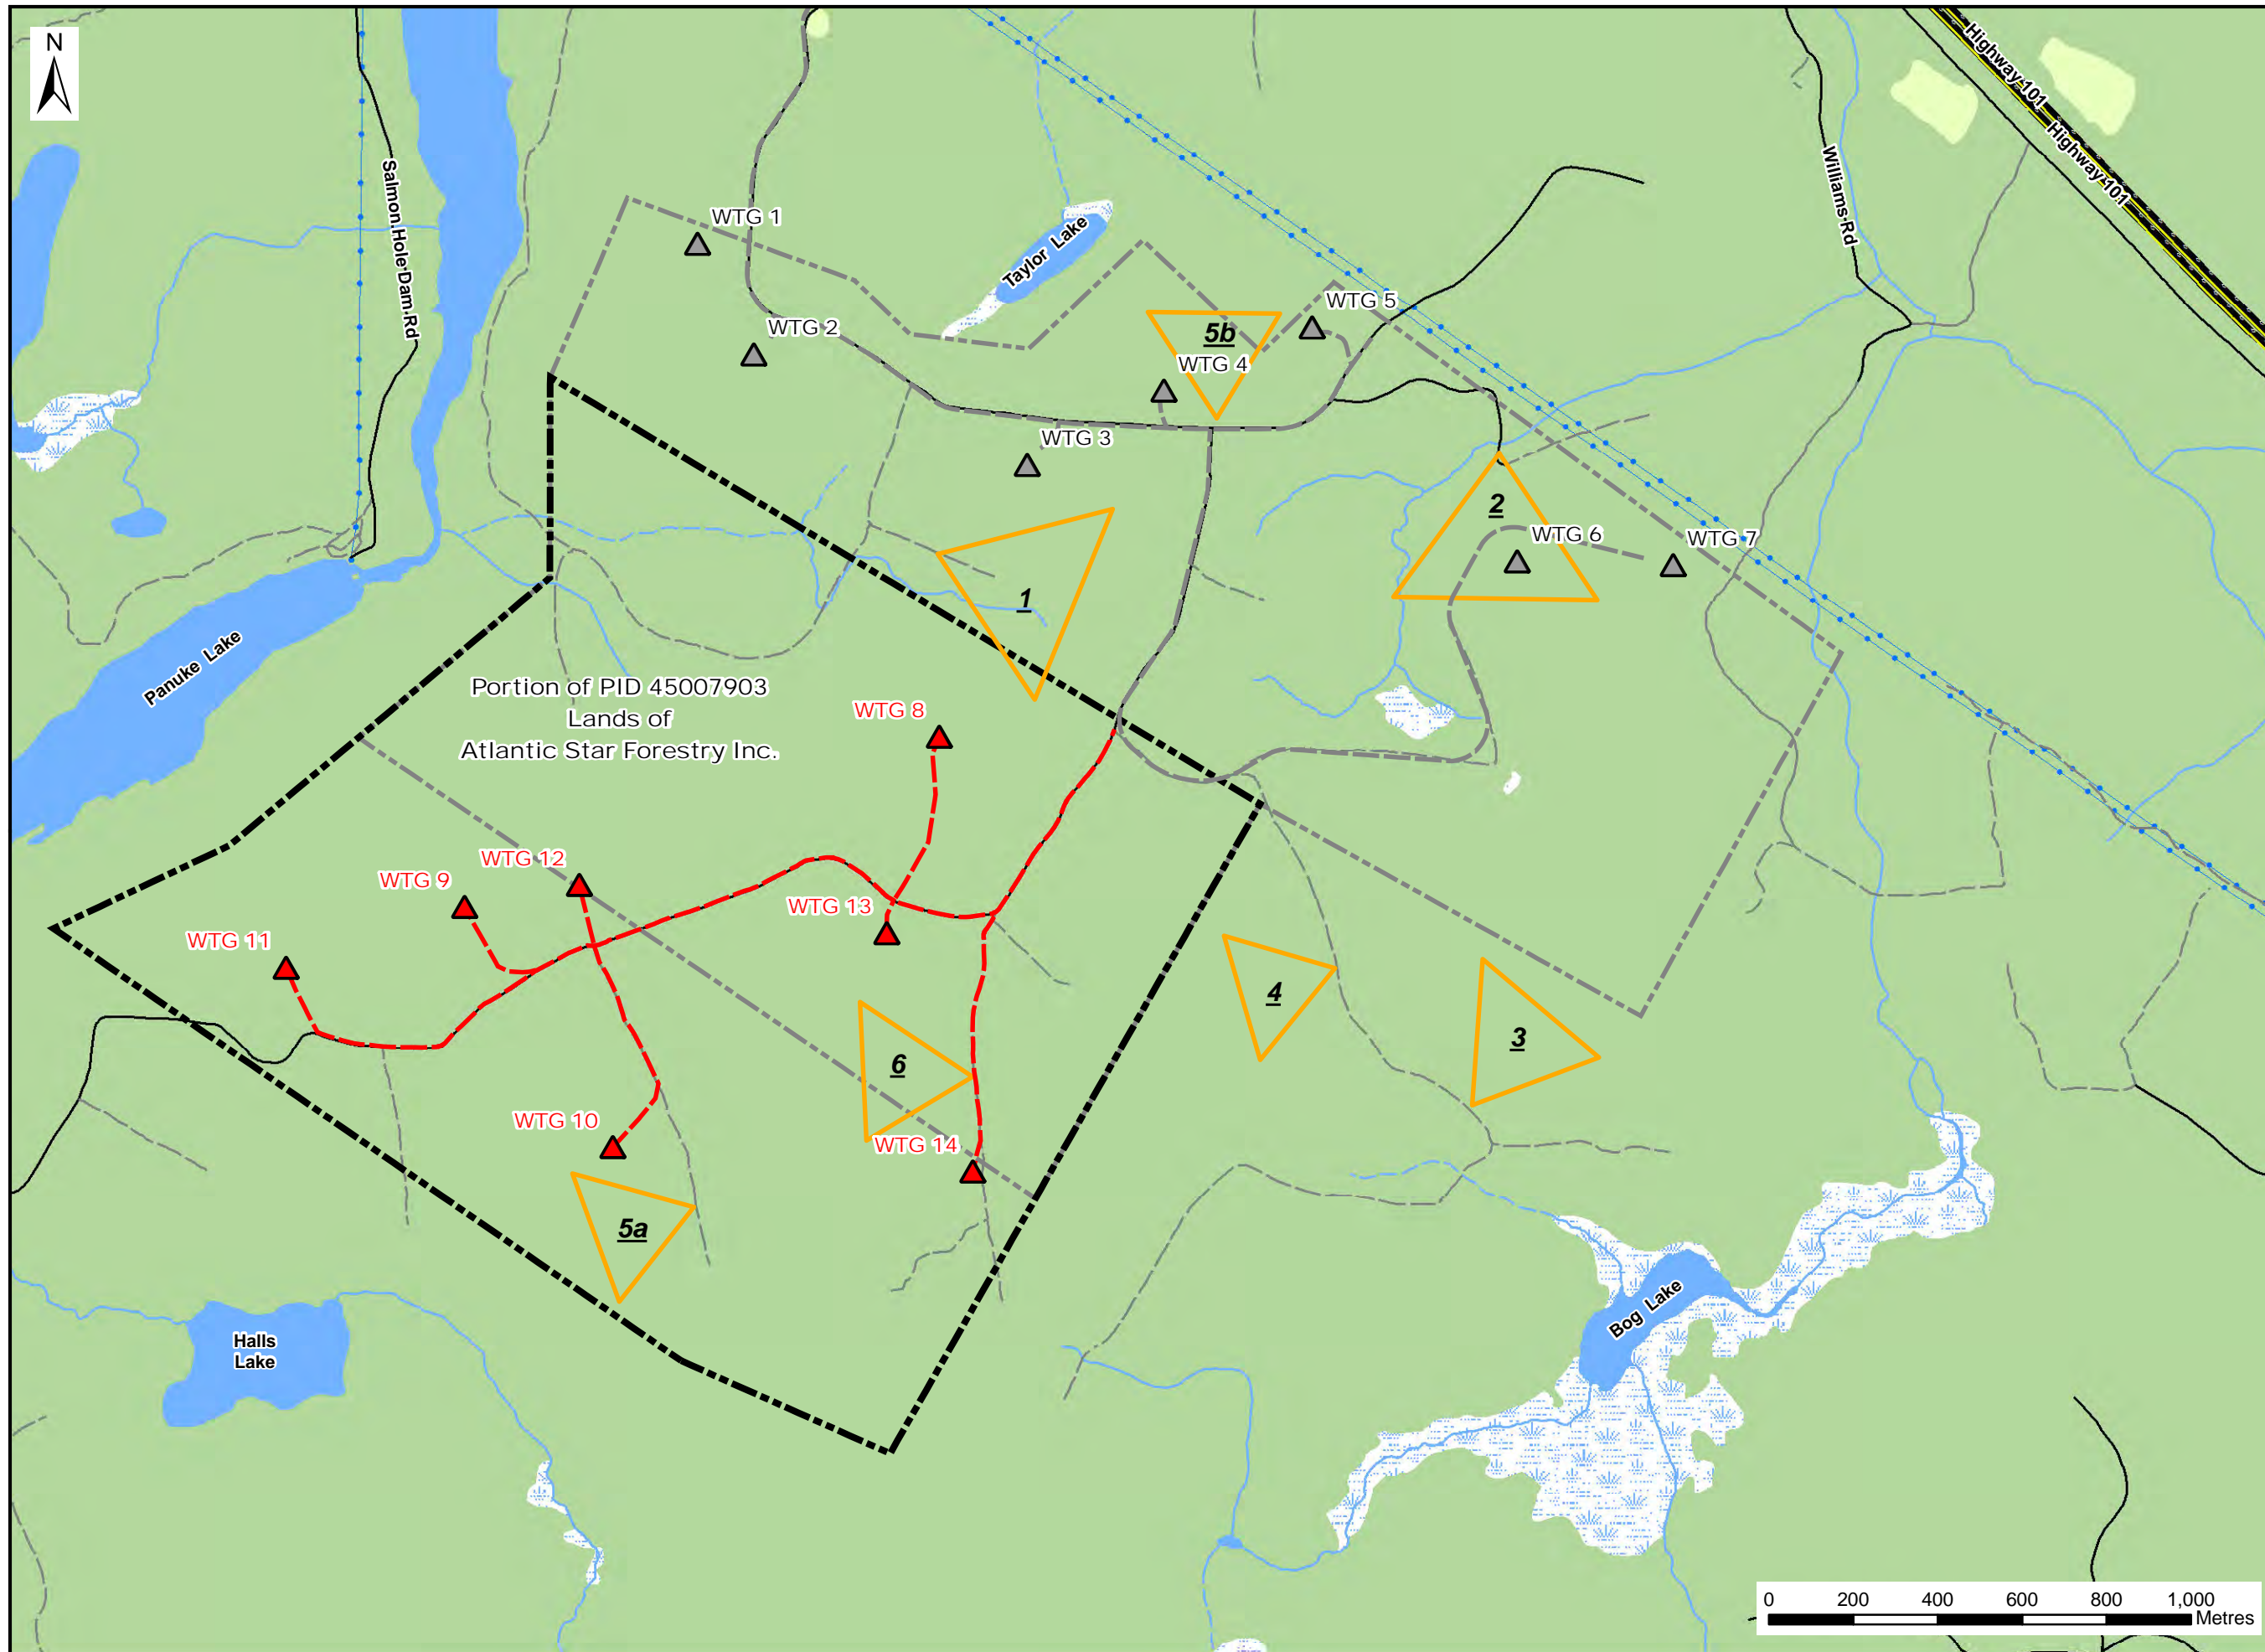 N
Highway 101
Highway 101
Salmon Hole Dam Rd
Williams Rd
WTG 1
Taylor Lake
WTG 5
WTG 2
5b
WTG 4
WTG 3
2
WTG 6
WTG 7
1
Panuke Lake
Portion of PID 45007903
Lands of
Atlantic Star Forestry Inc.
WTG 8
WTG 12
WTG 9
WTG 13
WTG 11
4
3
6
WTG 10
WTG 14
5a
Bog Lake
Halls
Lake
0 200 400 600 800 1,000
Metres